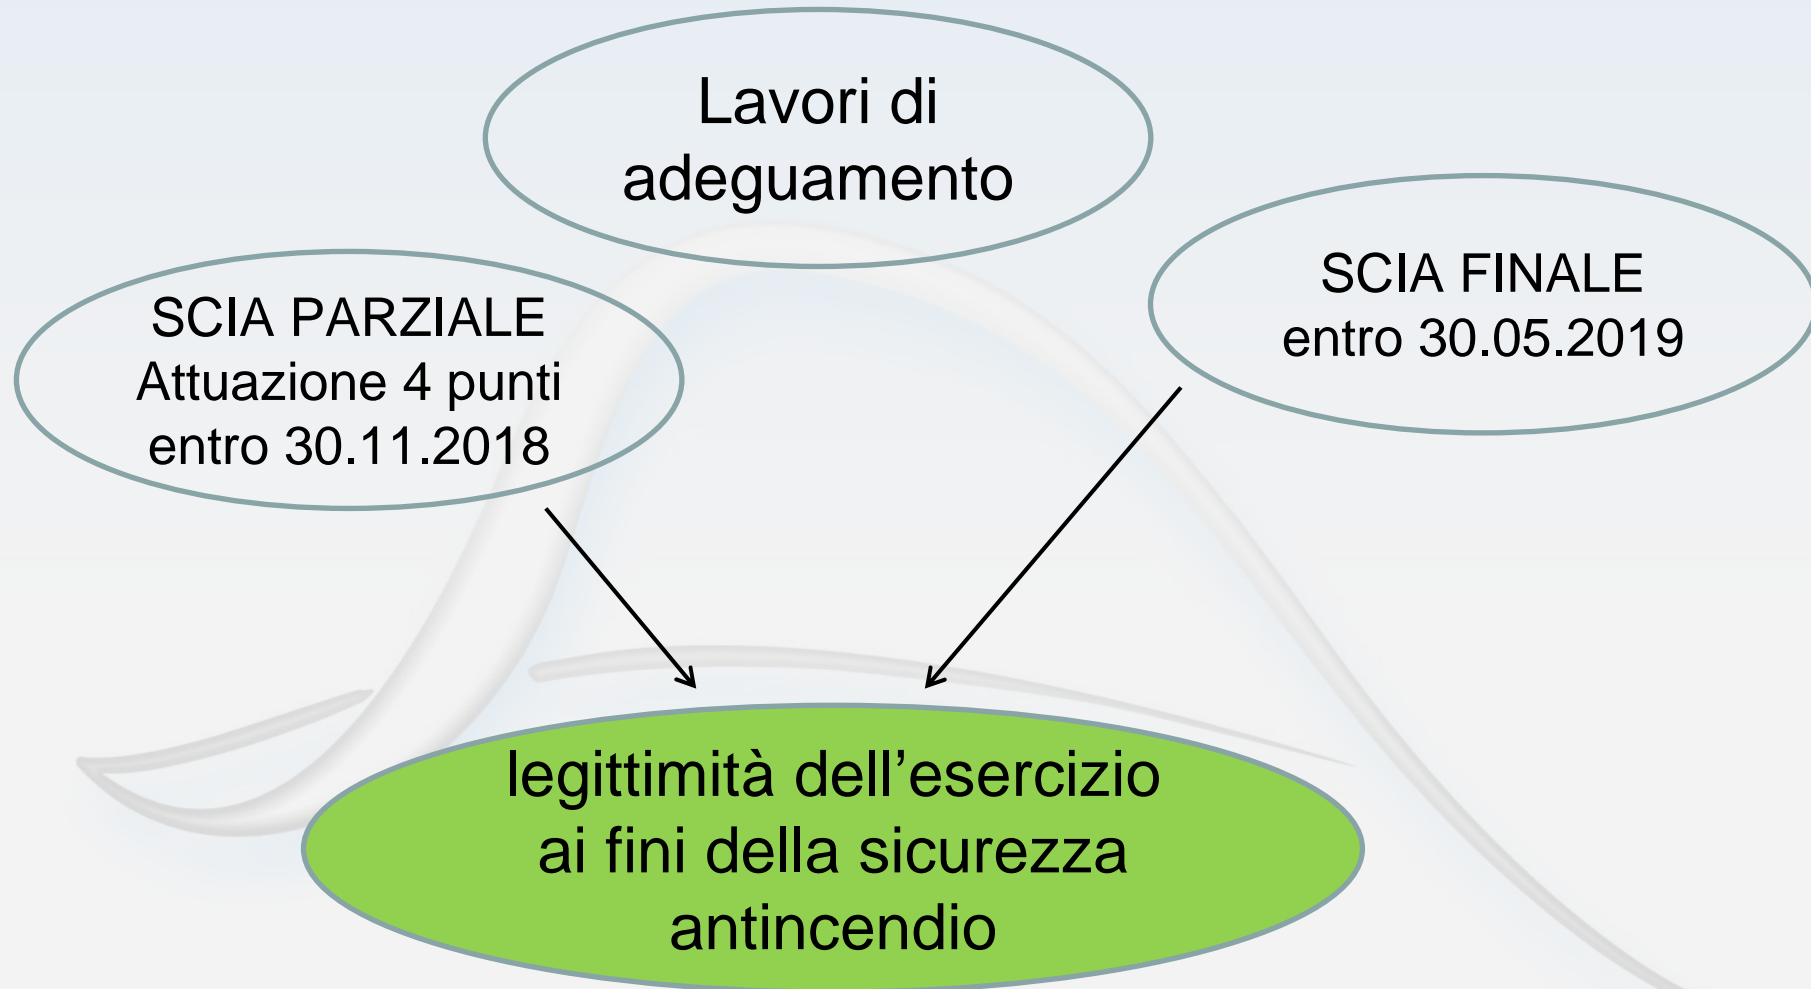 Lavori di
adeguamento
SCIA PARZIALE
Attuazione 4 punti
entro 30.11.2018
SCIA FINALE
entro 30.05.2019
legittimità dell’esercizio
ai fini della sicurezza
antincendio